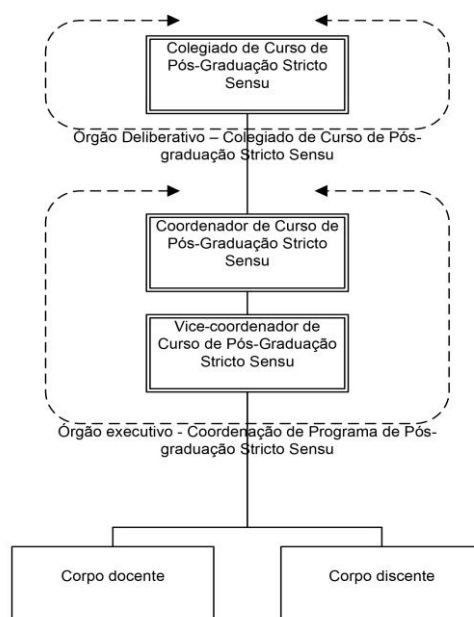 Colegiado de Curso de
Pós-Graduação Stricto
Sensu
Órgão Deliberativo – Colegiado de Curso de Pós-
graduação Stricto Sensu
Coordenador de Curso de
Pós-Graduação Stricto
Sensu
Vice-coordenador de
Curso de Pós-Graduação
Stricto Sensu
Órgão executivo - Coordenação de Programa de Pós-
graduação Stricto Sensu
Corpo docente
Corpo discente